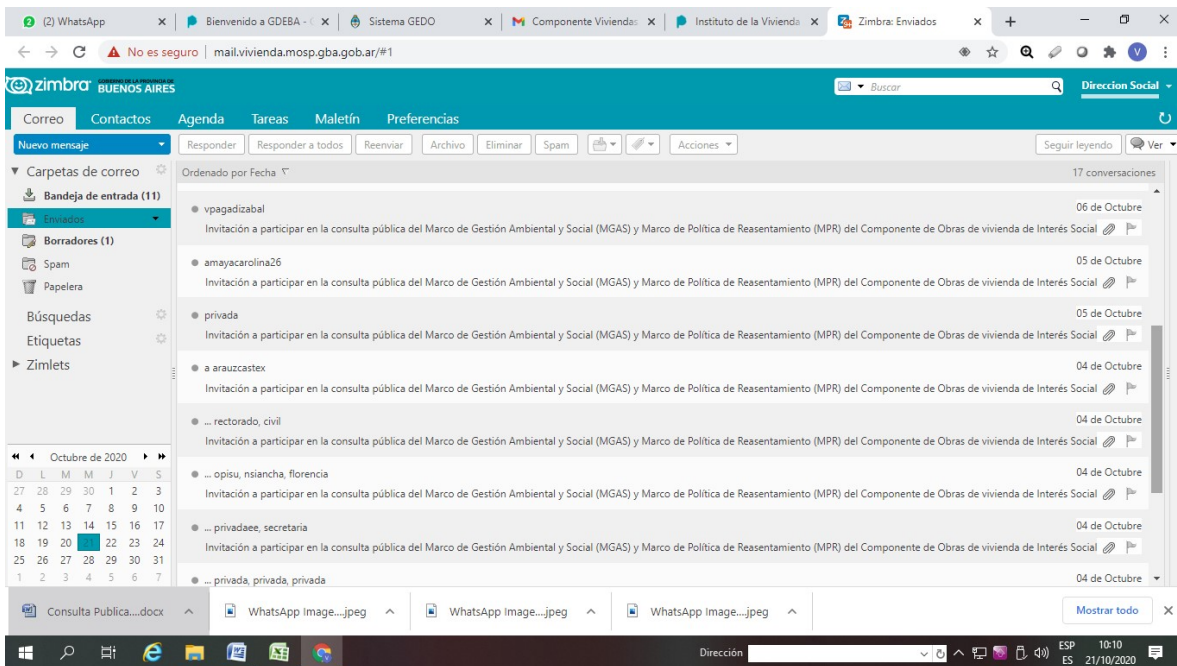 (2) WhatsApp
Bienvenido a GDEBA - G
Sistema GEDO
Componente Viviendas
Instituto de la Vivienda
Zimbra: Enviados
No es seguro | mail.vivienda.mosp.gba.gob.ar/#1
V
zimbra GOBIERNO DE LA PROVINCIA DE BUENOS AIRES
Buscar
Direccion Social
Correo Contactos Agenda Tareas Maletín Preferencias
Nuevo mensaje
Responder Responder a todos Reenviar Archivo Eliminar Spam Acciones
Seguir leyendo Ver
Carpetas de correo
Bandeja de entrada (11)
Enviados
Borradores (1)
Spam
Papelera
Búsquedas
Etiquetas
Zimlets
Ordenado por Fecha 17 conversaciones
vpagadizabal 06 de Octubre
Invitación a participar en la consulta pública del Marco de Gestión Ambiental y Social (MGAS) y Marco de Política de Reasentamiento (MPR) del Componente de Obras de vivienda de Interés Social
amayacarolina26 05 de Octubre
Invitación a participar en la consulta pública del Marco de Gestión Ambiental y Social (MGAS) y Marco de Política de Reasentamiento (MPR) del Componente de Obras de vivienda de Interés Social
privada 05 de Octubre
Invitación a participar en la consulta pública del Marco de Gestión Ambiental y Social (MGAS) y Marco de Política de Reasentamiento (MPR) del Componente de Obras de vivienda de Interés Social
a arauzcastex 04 de Octubre
Invitación a participar en la consulta pública del Marco de Gestión Ambiental y Social (MGAS) y Marco de Política de Reasentamiento (MPR) del Componente de Obras de vivienda de Interés Social
... rectorado, civil 04 de Octubre
Invitación a participar en la consulta pública del Marco de Gestión Ambiental y Social (MGAS) y Marco de Política de Reasentamiento (MPR) del Componente de Obras de vivienda de Interés Social
... opisu, nsiancha, florencia 04 de Octubre
Invitación a participar en la consulta pública del Marco de Gestión Ambiental y Social (MGAS) y Marco de Política de Reasentamiento (MPR) del Componente de Obras de vivienda de Interés Social
... privadaee, secretaria 04 de Octubre
Invitación a participar en la consulta pública del Marco de Gestión Ambiental y Social (MGAS) y Marco de Política de Reasentamiento (MPR) del Componente de Obras de vivienda de Interés Social
... privada, privada, privada 04 de Octubre
Octubre de 2020
D L M M J V S
27 28 29 30 1 2 3
4 5 6 7 8 9 10
11 12 13 14 15 16 17
18 19 20 21 22 23 24
25 26 27 28 29 30 31
1 2 3 4 5 6 7
Consulta Publica....docx
WhatsApp Image....jpeg
WhatsApp Image....jpeg
WhatsApp Image....jpeg
Mostrar todo
Dirección
ESP
ES
10:10
21/10/2020